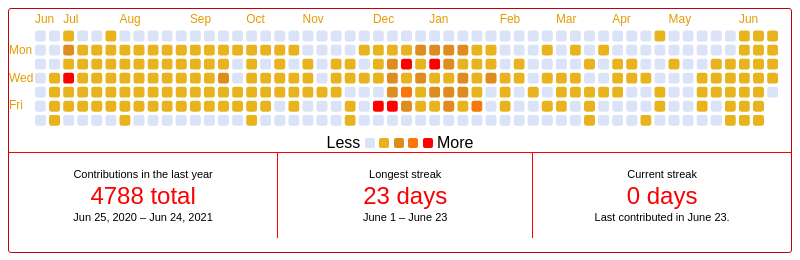 Jun Jul Aug Sep Oct Nov Dec Jan Feb Mar Apr May Jun
Mon
Wed
Fri
Less More
Contributions in the last year
4788 total
Jun 25, 2020 – Jun 24, 2021
Longest streak
23 days
June 1 – June 23
Current streak
0 days
Last contributed in June 23.